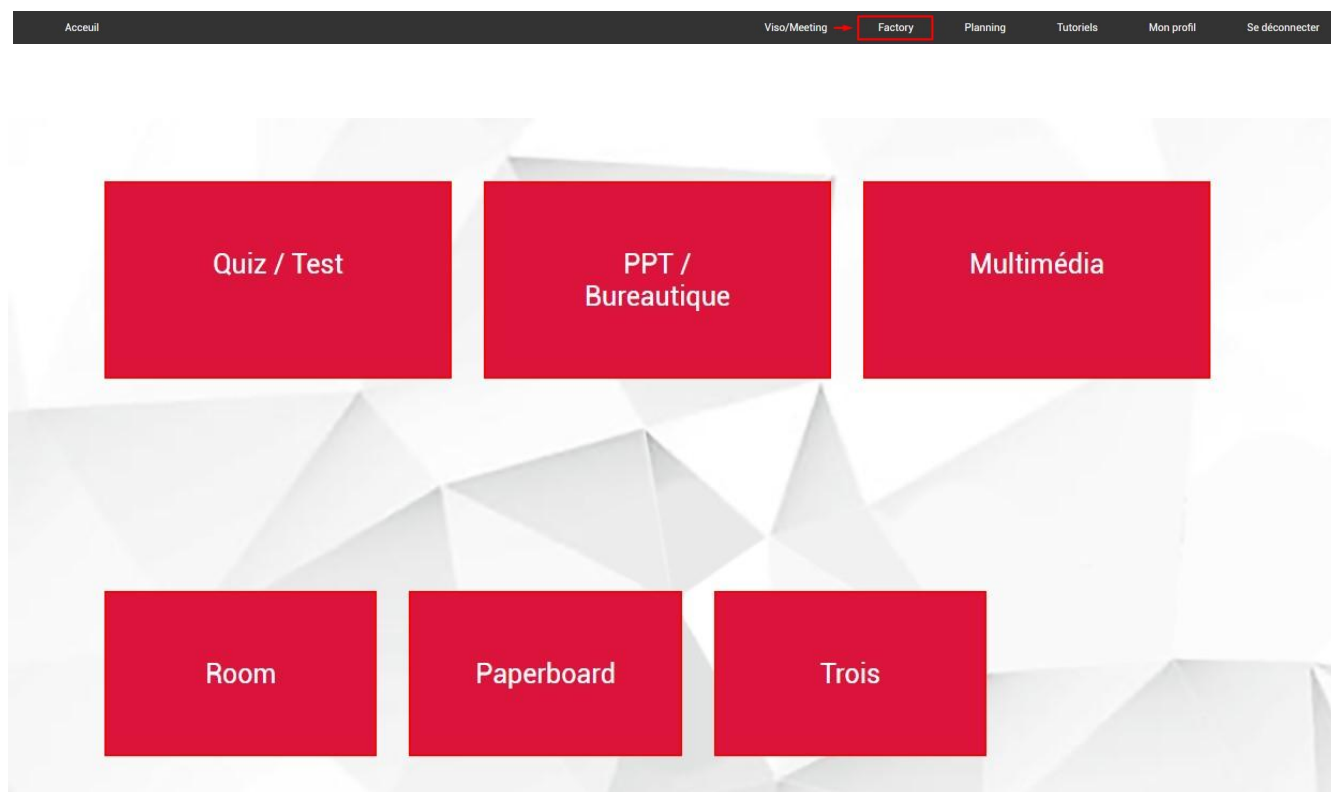 Acceuil Viso/Meeting Factory Planning Tutoriels Mon profil Se déconnecter
Quiz / Test
PPT /
Bureautique
Multimédia
Room
Paperboard
Trois